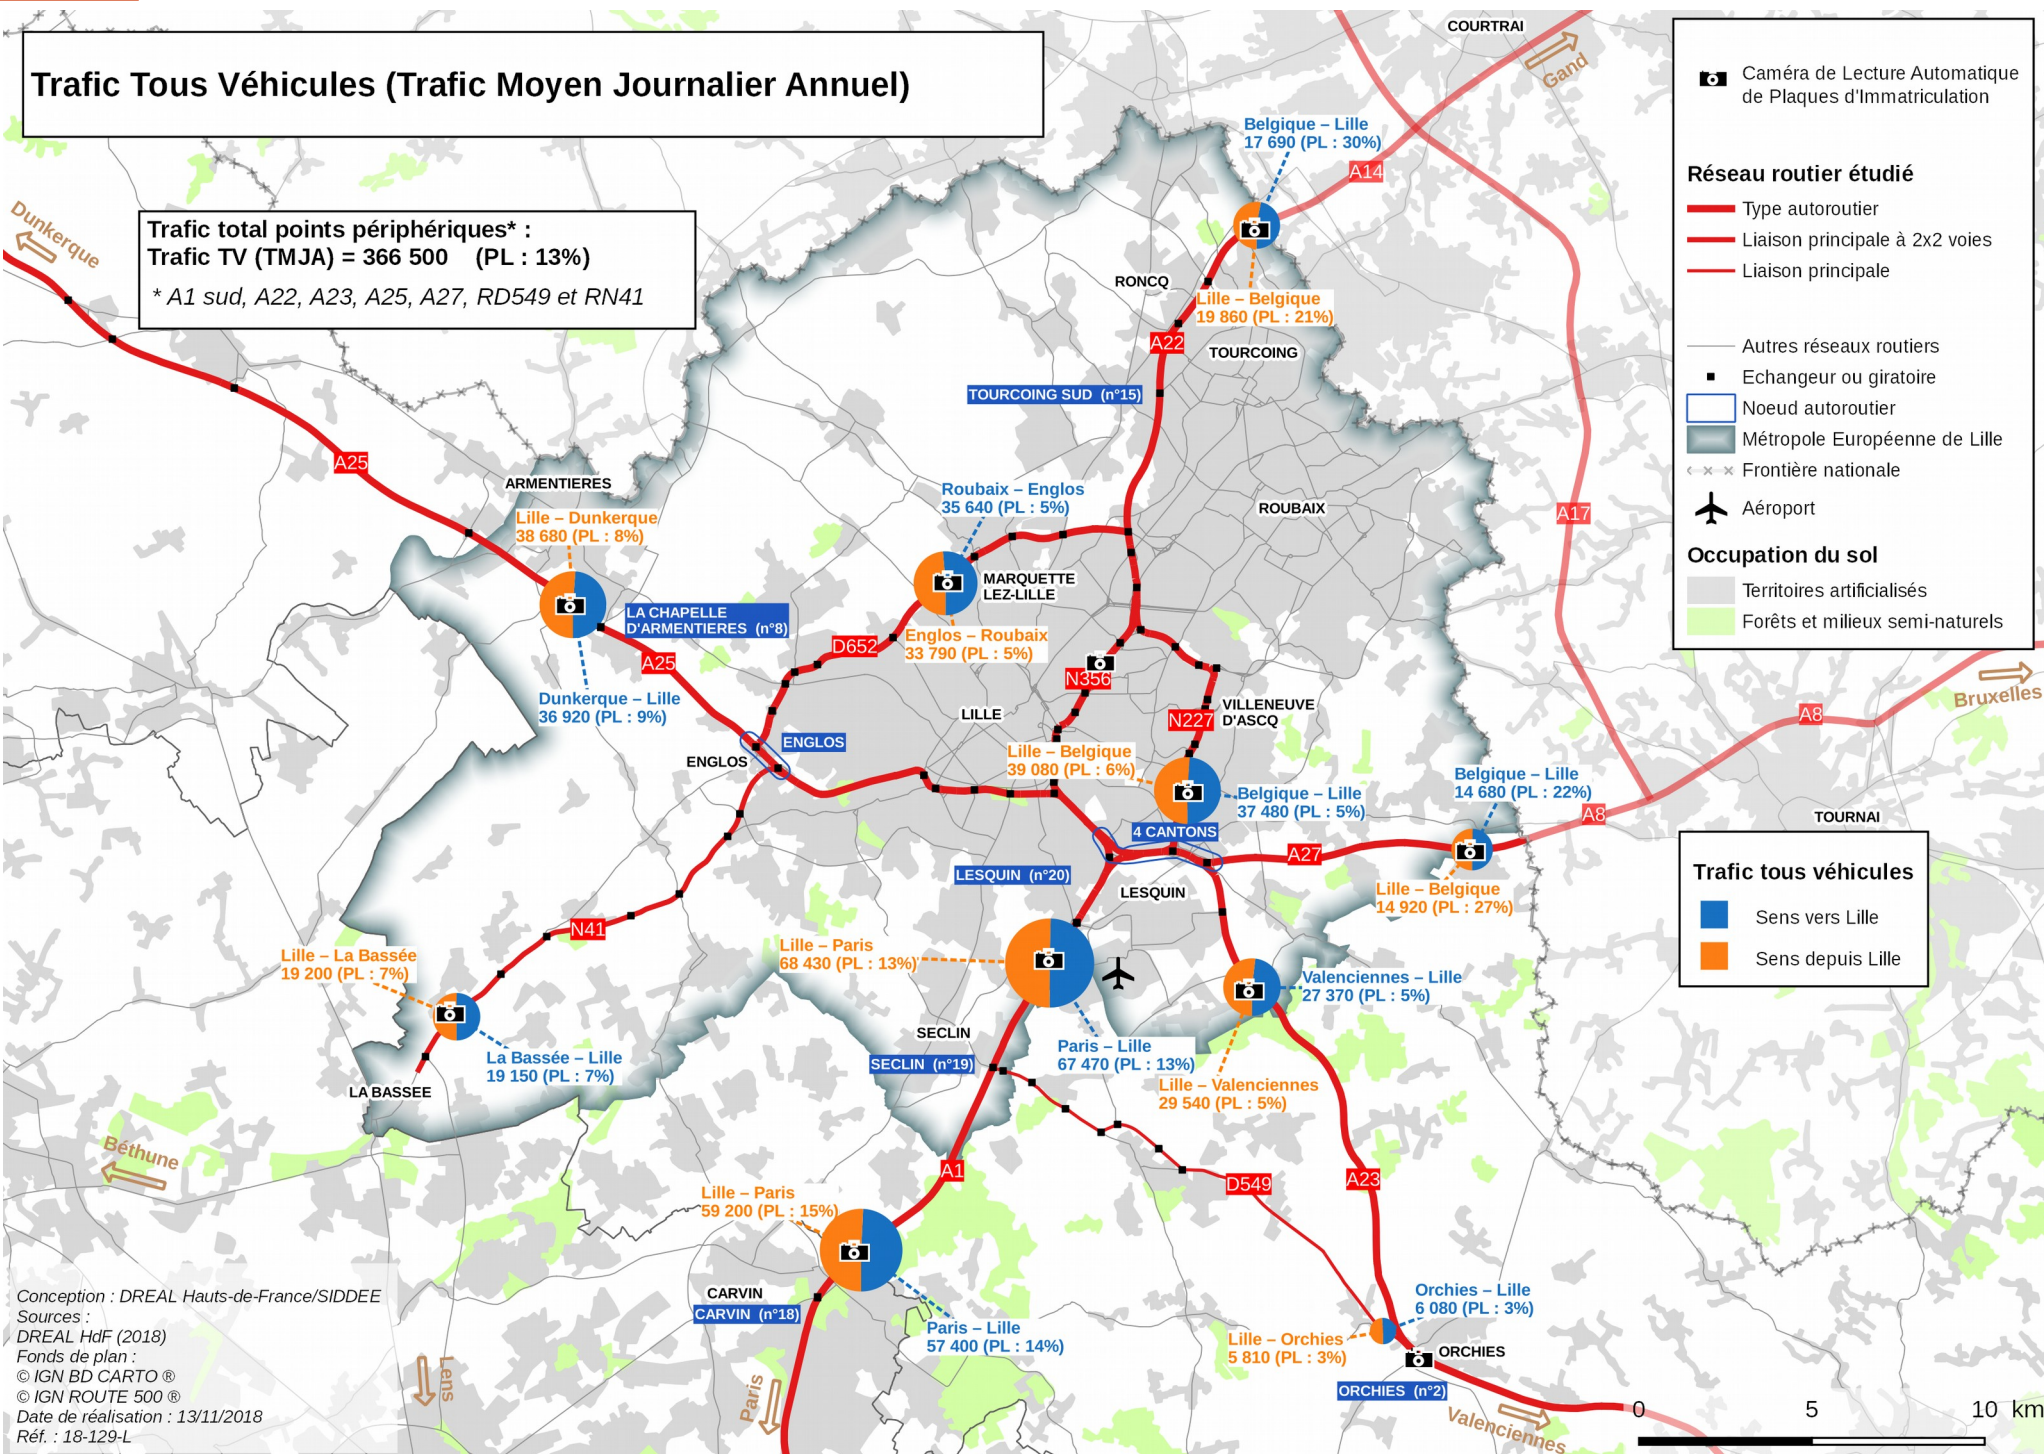 Trafic Tous Véhicules (Trafic Moyen Journalier Annuel)
Trafic total points périphériques* :
Trafic TV (TMJA) = 366 500 (PL : 13%)
* A1 sud, A22, A23, A25, A27, RD549 et RN41
COURTRAI
Gand
Dunkerque
Belgique – Lille
17 690 (PL : 30%)
A14
RONCQ
Lille – Belgique
19 860 (PL : 21%)
A22
TOURCOING
TOURCOING SUD (n°15)
A25
ARMENTIERES
Lille – Dunkerque
38 680 (PL : 8%)
Roubaix – Englos
35 640 (PL : 5%)
ROUBAIX
A17
MARQUETTE
LEZ-LILLE
LA CHAPELLE
D'ARMENTIERES (n°8)
Englos – Roubaix
33 790 (PL : 5%)
D652
A25
N356
Dunkerque – Lille
36 920 (PL : 9%)
LILLE
N227
VILLENEUVE
D'ASCQ
ENGLOS
ENGLOS
Lille – Belgique
39 080 (PL : 6%)
Belgique – Lille
37 480 (PL : 5%)
Belgique – Lille
14 680 (PL : 22%)
A8
A8
Bruxelles
TOURNAI
4 CANTONS
A27
LESQUIN (n°20)
LESQUIN
Lille – Belgique
14 920 (PL : 27%)
N41
Lille – La Bassée
19 200 (PL : 7%)
Lille – Paris
68 430 (PL : 13%)
Valenciennes – Lille
27 370 (PL : 5%)
SECLIN
SECLIN (n°19)
La Bassée – Lille
19 150 (PL : 7%)
Paris – Lille
67 470 (PL : 13%)
LA BASSEE
Lille – Valenciennes
29 540 (PL : 5%)
Béthune
A1
D549
A23
Lille – Paris
59 200 (PL : 15%)
CARVIN
CARVIN (n°18)
Paris – Lille
57 400 (PL : 14%)
Orchies – Lille
6 080 (PL : 3%)
Lille – Orchies
5 810 (PL : 3%)
ORCHIES
ORCHIES (n°2)
Lens
Paris
Valenciennes
Caméra de Lecture Automatique
de Plaques d'Immatriculation
Réseau routier étudié
Type autoroutier
Liaison principale à 2x2 voies
Liaison principale
Autres réseaux routiers
Echangeur ou giratoire
Noeud autoroutier
Métropole Européenne de Lille
Frontière nationale
Aéroport
Occupation du sol
Territoires artificialisés
Forêts et milieux semi-naturels
Trafic tous véhicules
Sens vers Lille
Sens depuis Lille
Conception : DREAL Hauts-de-France/SIDDEE
Sources :
DREAL HdF (2018)
Fonds de plan :
© IGN BD CARTO ®
© IGN ROUTE 500 ®
Date de réalisation : 13/11/2018
Réf. : 18-129-L
0 5 10 km